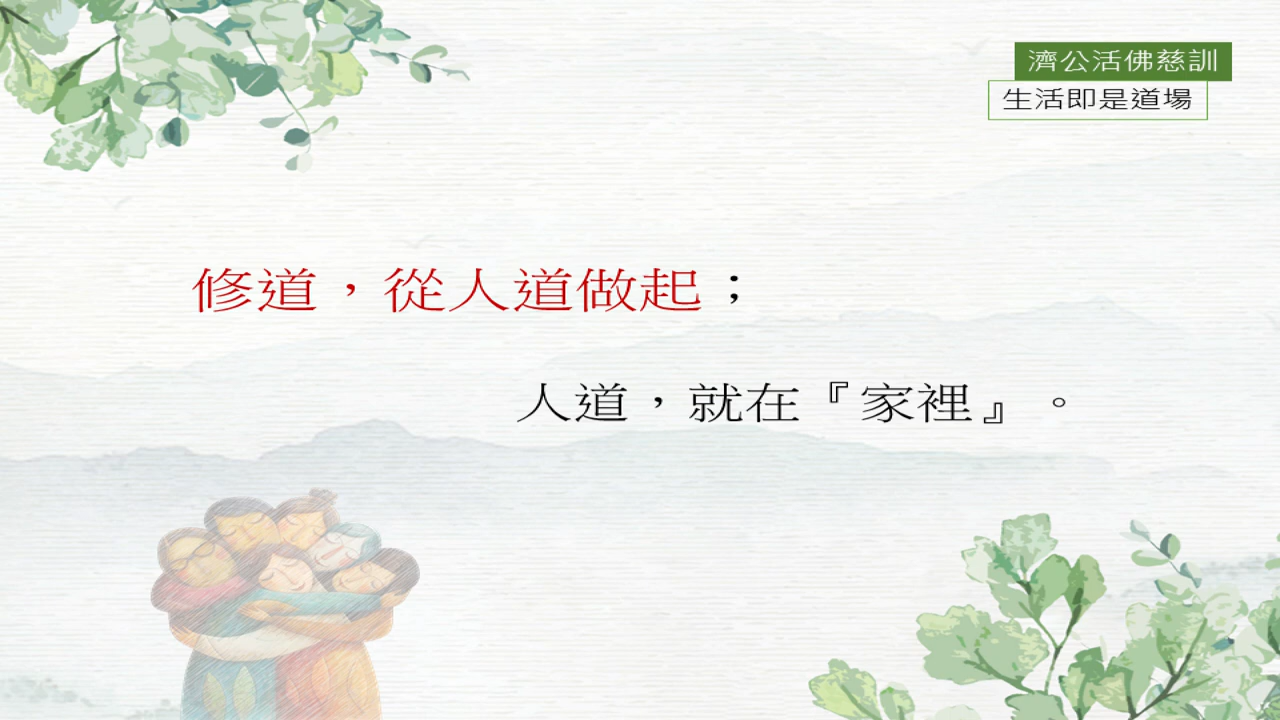 濟公活佛慈訓
生活即是道場
修道，從人道做起；
人道，就在『家裡』。